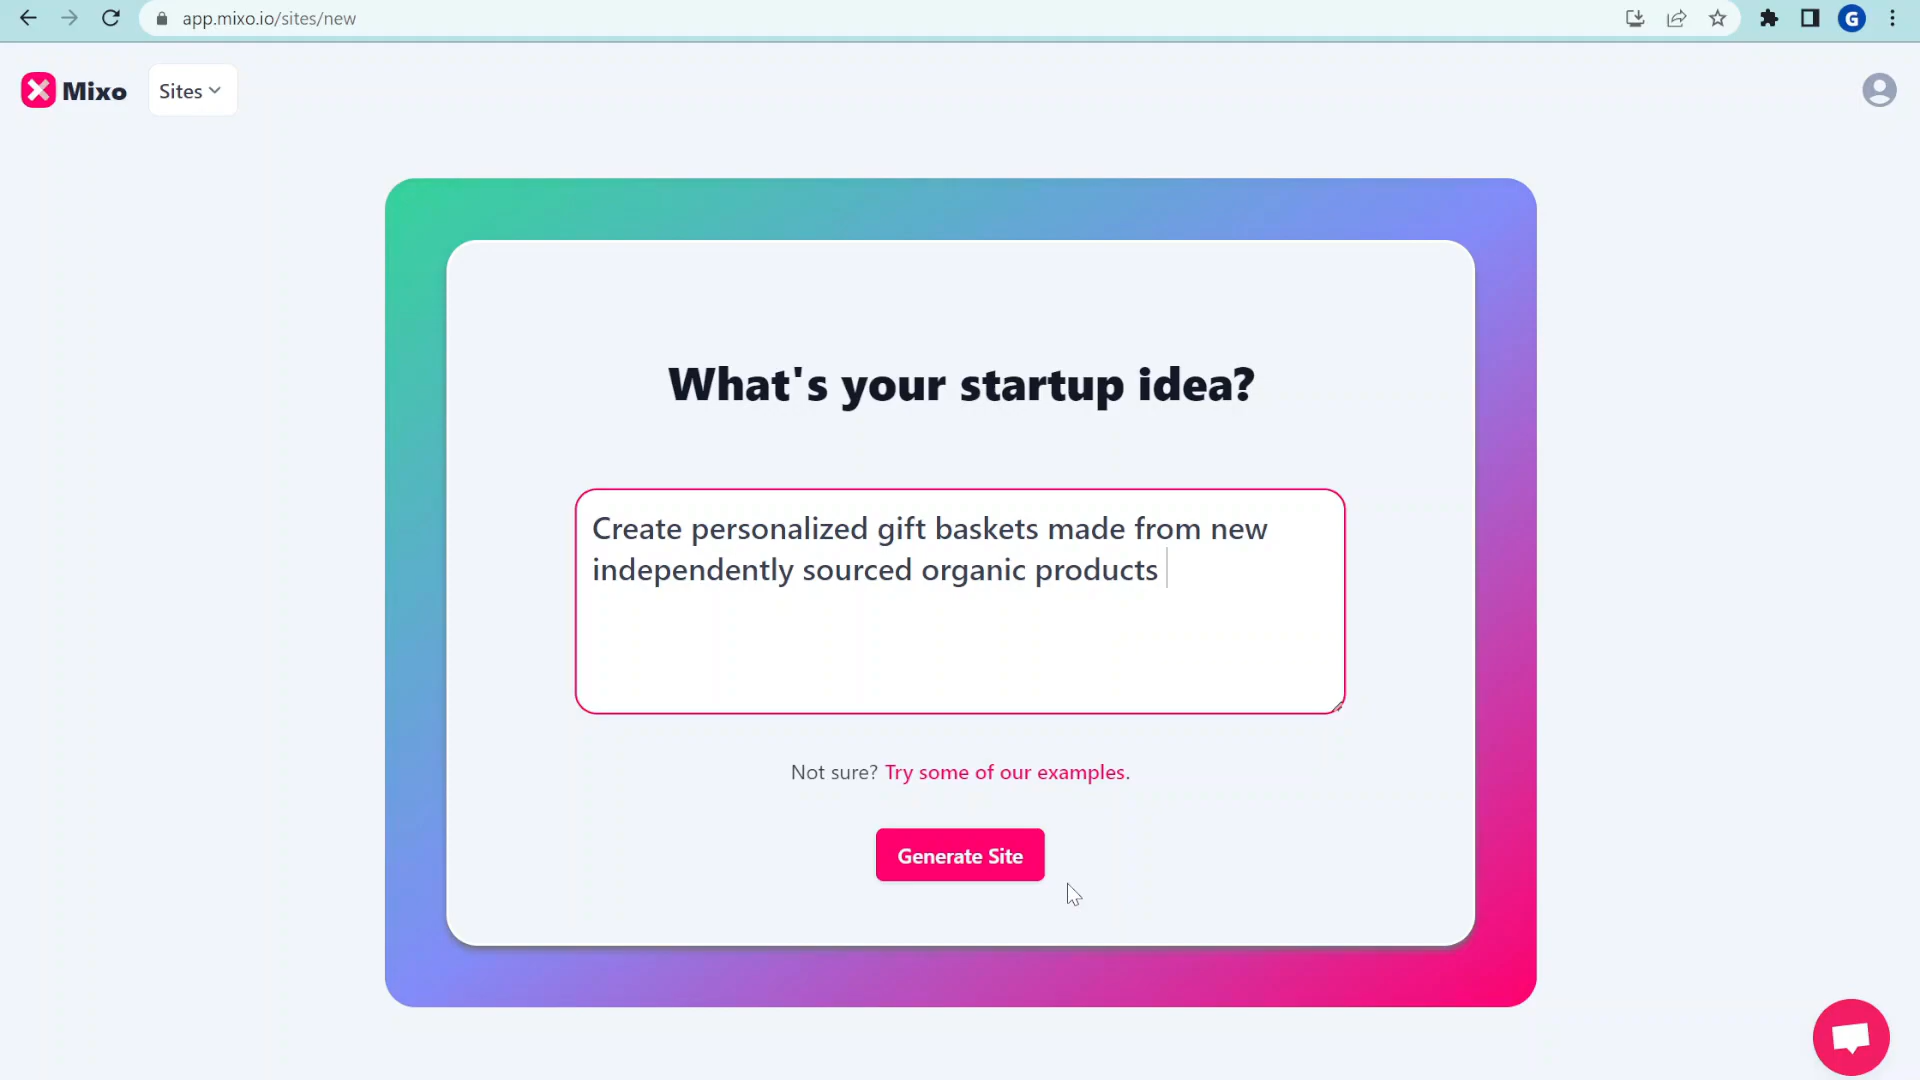 app.mixo.io/sites/new
G
Mixo
Sites
What's your startup idea?
Create personalized gift baskets made from new
independently sourced organic products
Not sure? Try some of our examples.
Generate Site